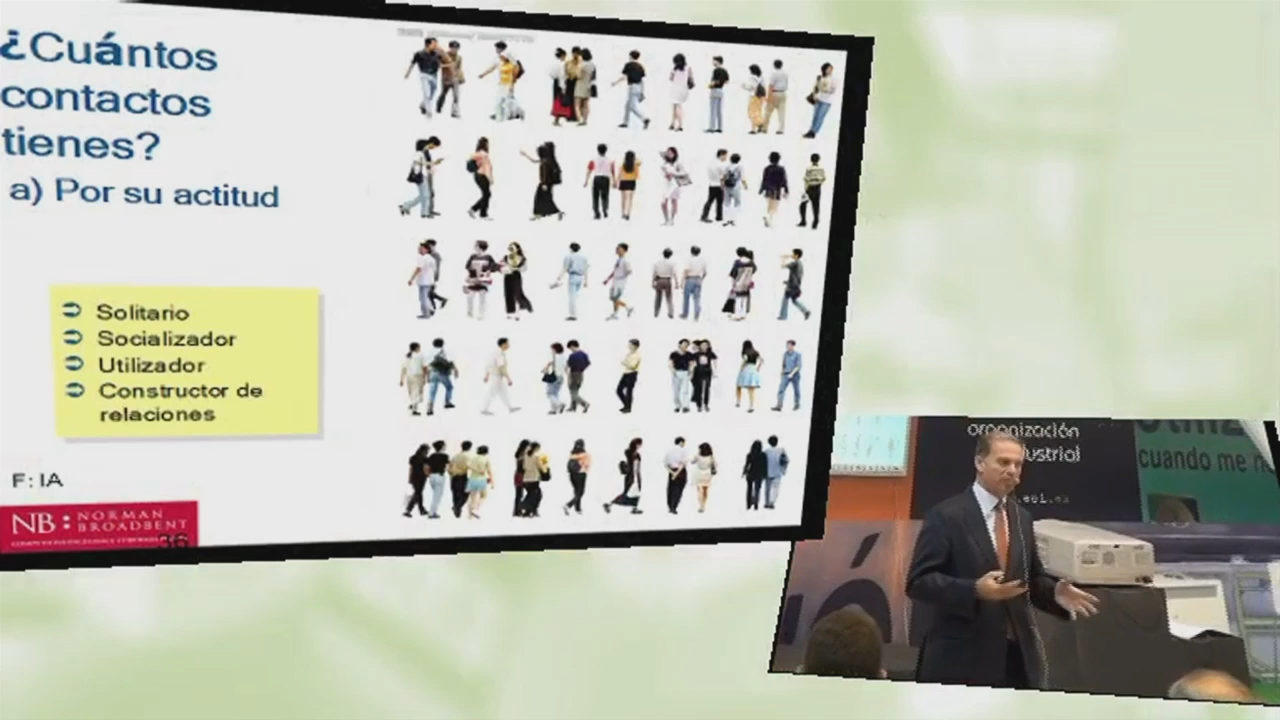 ¿Cuántos
contactos
tienes?
a) Por su actitud
Solitario
Socializador
Utilizador
Constructor de
relaciones
F: IA
NB: NORMAN
BROADBENT
36
organización
ustrial
cuando me n